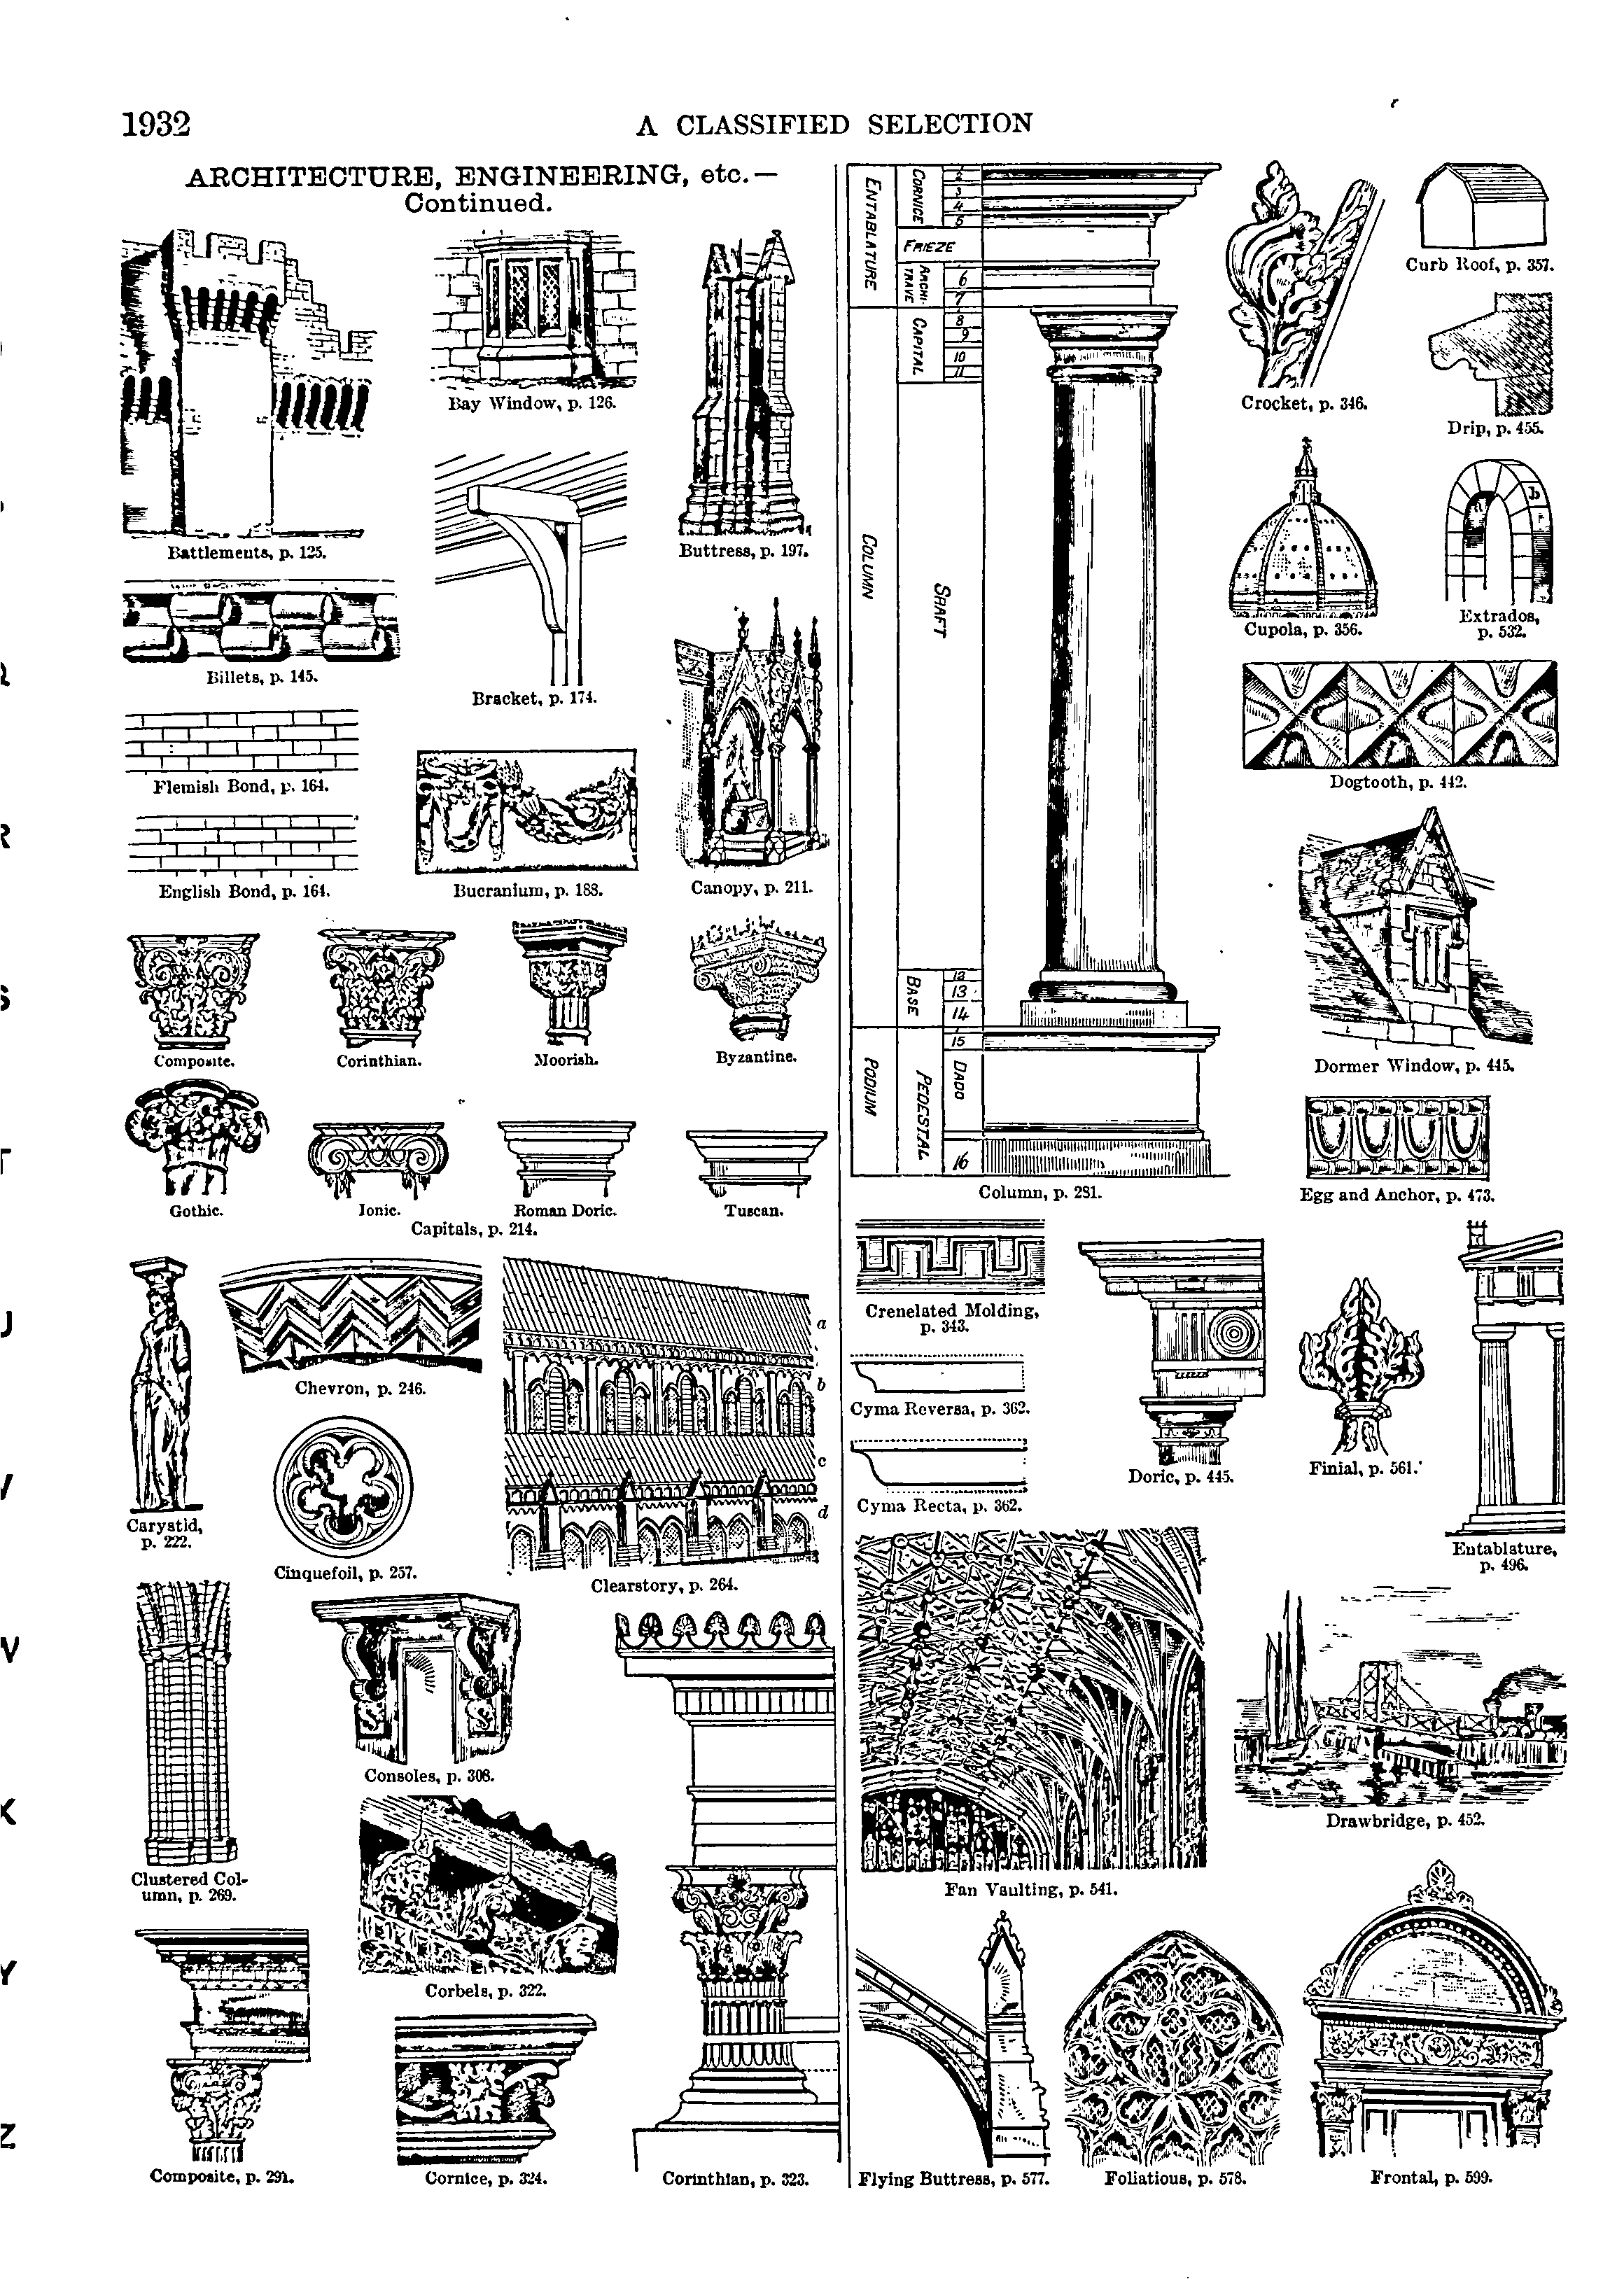 1932
A CLASSIFIED SELECTION
ARCHITECTURE, ENGINEERING, etc.—
Continued.
Battlements, p. 125.
Bay Window, p. 126.
Buttress, p. 197.
Billets, p. 145.
Bracket, p. 174.
Flemish Bond, p. 164.
English Bond, p. 164.
Bucranium, p. 188.
Canopy, p. 211.
Composite.
Corinthian.
Moorish.
Byzantine.
Gothic.
Ionic.
Roman Doric.
Tuscan.
Capitals, p. 214.
Caryatid,
p. 222.
Chevron, p. 246.
Cinquefoil, p. 257.
a
b
c
d
Clearstory, p. 264.
Clustered Col-
umn, p. 269.
Consoles, p. 308.
Corbels, p. 322.
Composite, p. 291.
Cornice, p. 324.
Corinthian, p. 323.
ENTABLATURE
CORNICE
2
3
4
5
FRIEZE
ARCHI-
TRAVE
6
7
COLUMN
CAPITAL
8
9
10
11
SHAFT
BASE
12
13
14
PODIUM
PEDESTAL
15
DADO
16
Column, p. 281.
Crocket, p. 346.
Curb Roof, p. 357.
Drip, p. 455.
Cupola, p. 356.
b
Extrados,
p. 532.
Dogtooth, p. 442.
Dormer Window, p. 445.
Egg and Anchor, p. 473.
Crenelated Molding,
p. 343.
Cyma Reversa, p. 362.
Cyma Recta, p. 362.
Doric, p. 445.
Finial, p. 561.
Entablature,
p. 496.
Fan Vaulting, p. 541.
Drawbridge, p. 452.
Flying Buttress, p. 577.
Foliatious, p. 578.
Frontal, p. 599.
R
S
T
J
V
K
Y
Z